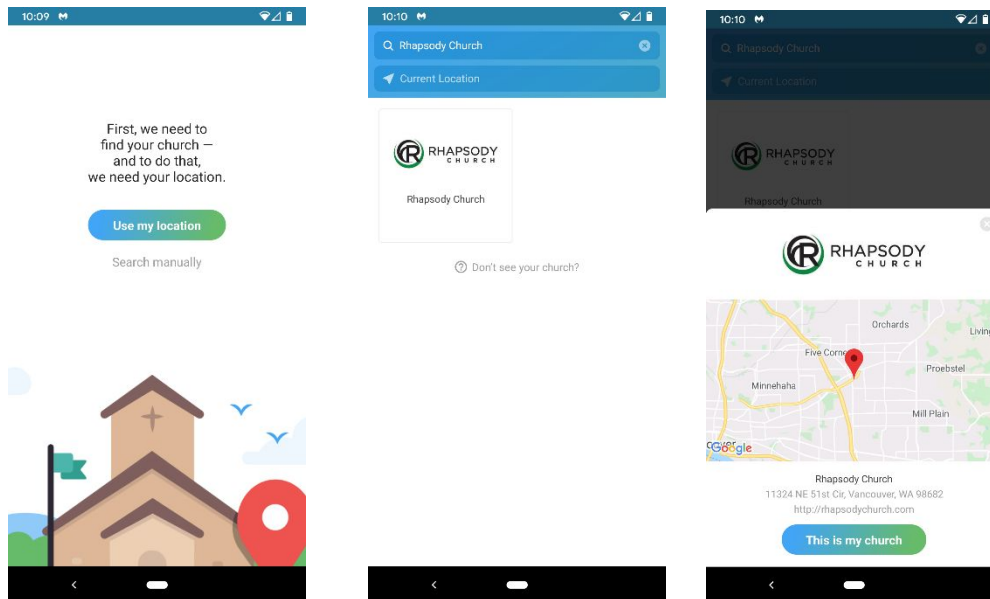 10:09
First, we need to
find your church —
and to do that,
we need your location.
Use my location
Search manually
10:10
Rhapsody Church
Current Location
RHAPSODY
CHURCH
Rhapsody Church
Don't see your church?
10:10
Rhapsody Church
Current Location
RHAPSODY
CHURCH
Rhapsody Church
RHAPSODY
CHURCH
Orchards
Five Corne
Proebstel
Minnehaha
Mill Plain
Google
Rhapsody Church
11324 NE 51st Cir, Vancouver, WA 98682
http://rhapsodychurch.com
This is my church